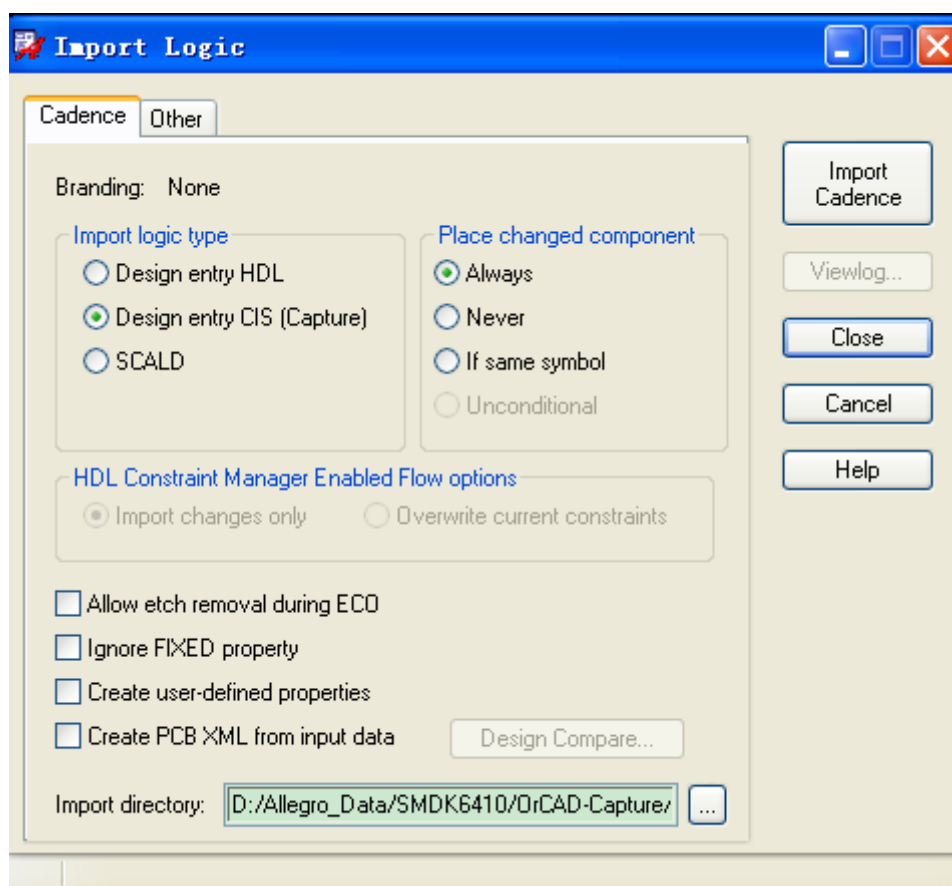 Import Logic
Cadence
Other
Branding: None
Import logic type
Design entry HDL
Design entry CIS (Capture)
SCALD
Place changed component
Always
Never
If same symbol
Unconditional
HDL Constraint Manager Enabled Flow options
Import changes only
Overwrite current constraints
Allow etch removal during ECO
Ignore FIXED property
Create user-defined properties
Create PCB XML from input data
Design Compare...
Import directory: D:/Allegro_Data/SMDK6410/OrCAD-Capture/
...
Import
Cadence
Viewlog...
Close
Cancel
Help